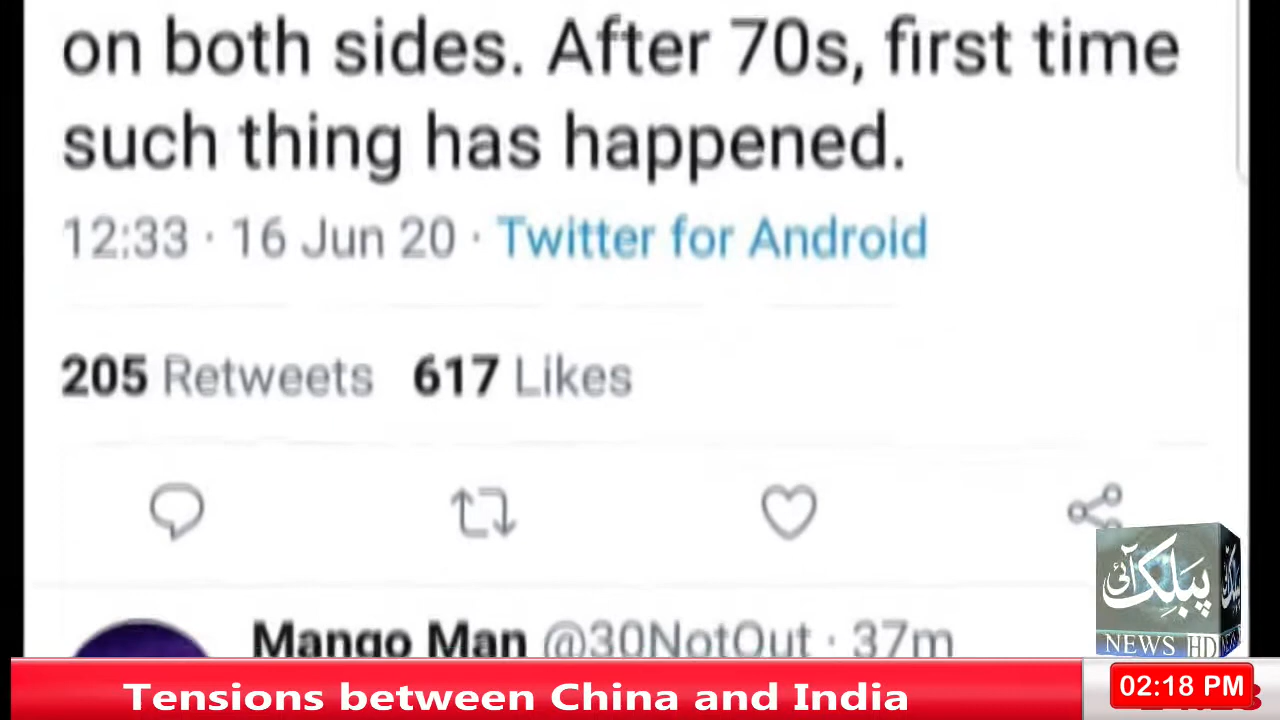 on both sides. After 70s, first time
such thing has happened.
12:33 · 16 Jun 20 · Twitter for Android
205 Retweets 617 Likes
Mango Man @30NotOut · 37m
پبلک آئی
NEWS HD
Tensions between China and India
02:18 PM